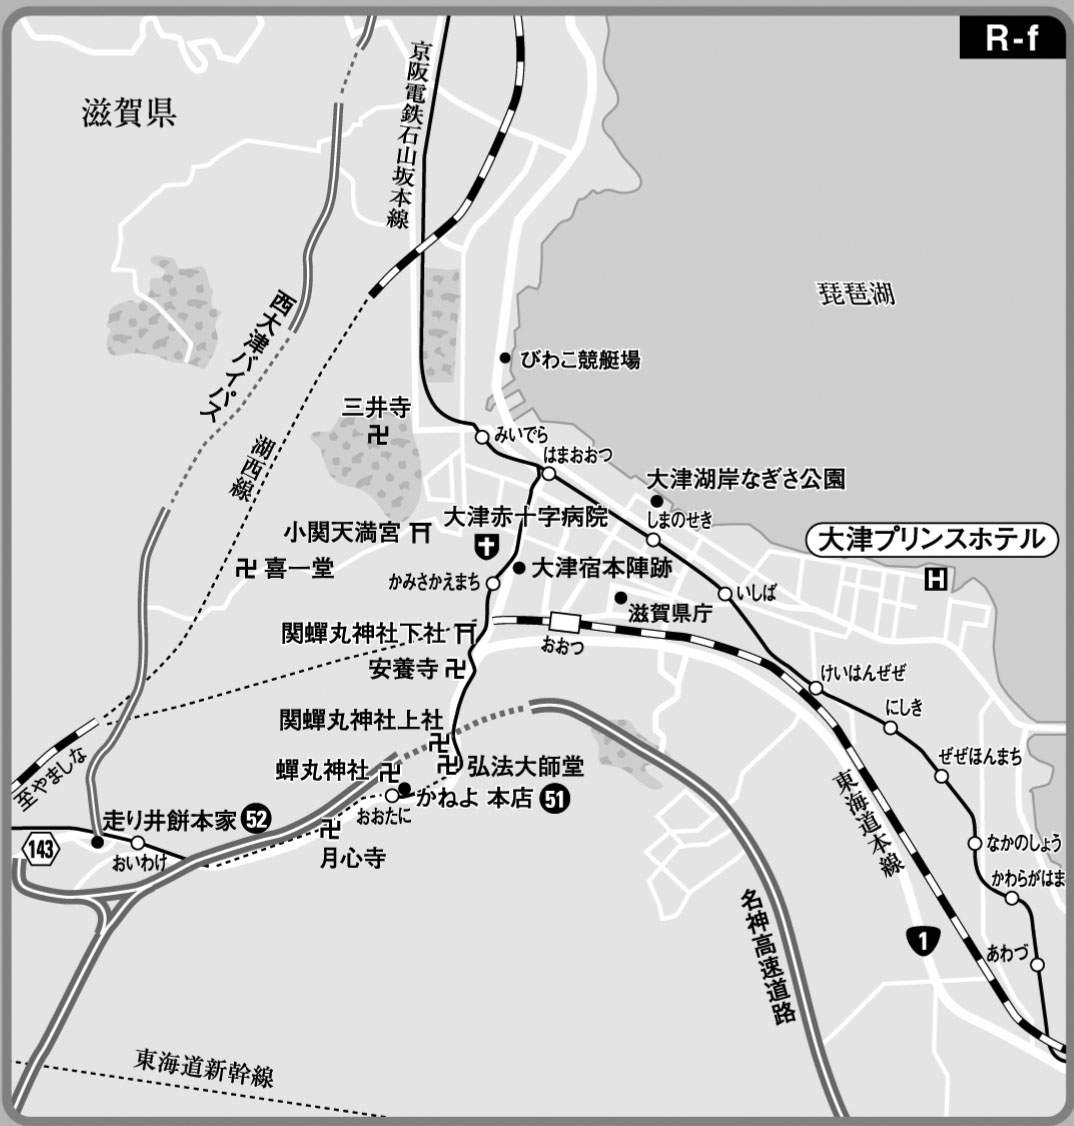 R-f
滋賀県
京阪電鉄石山坂本線
琵琶湖
西大津バイパス
びわこ競艇場
三井寺
みいでら
湖西線
はまおおつ
大津湖岸なぎさ公園
しまのせき
大津赤十字病院
小関天満宮
大津プリンスホテル
H
喜一堂
かみさかえまち
大津宿本陣跡
いしば
滋賀県庁
関蟬丸神社下社
おおつ
安養寺
けいはんぜぜ
にしき
関蟬丸神社上社
ぜぜほんまち
至やましな
蟬丸神社
弘法大師堂
かねよ 本店 51
おおたに
走り井餅本家 52
東海道本線
143
おいわけ
月心寺
なかのしょう
かわらがはま
名神高速道路
1
あわづ
東海道新幹線